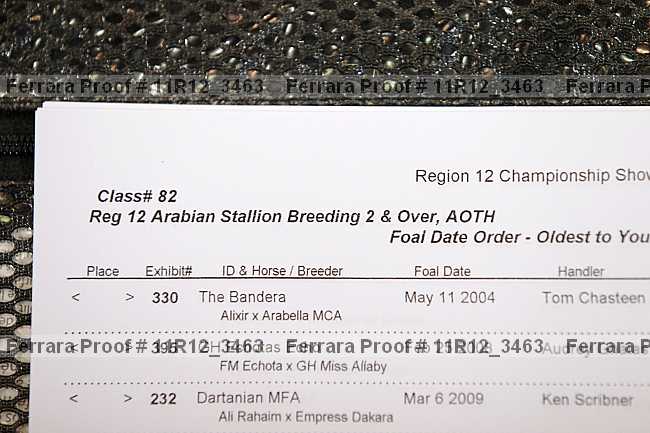 Ferrara Proof # 11R12_3463 Ferrara Proof # 11R12_3463 Ferrara Pr
Region 12 Championship Show
Class# 82
Reg 12 Arabian Stallion Breeding 2 & Over, AOTH
Foal Date Order - Oldest to You
Place Exhibit# ID & Horse / Breeder Foal Date Handler
< > 330 The Bandera May 11 2004 Tom Chasteen
Alixir x Arabella MCA
Ferrara Proof # 11R12_3463 Ferrara Proof # 11R12_3463 Ferrara Pr
FM Echota x GH Miss Allaby
< > 232 Dartanian MFA Mar 6 2009 Ken Scribner
Ali Rahaim x Empress Dakara